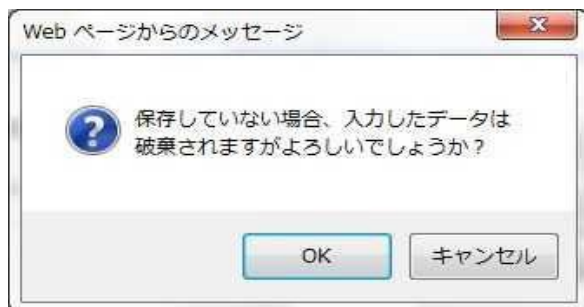 Web ページからのメッセージ
保存していない場合、入力したデータは
破棄されますがよろしいでしょうか？
OK
キャンセル